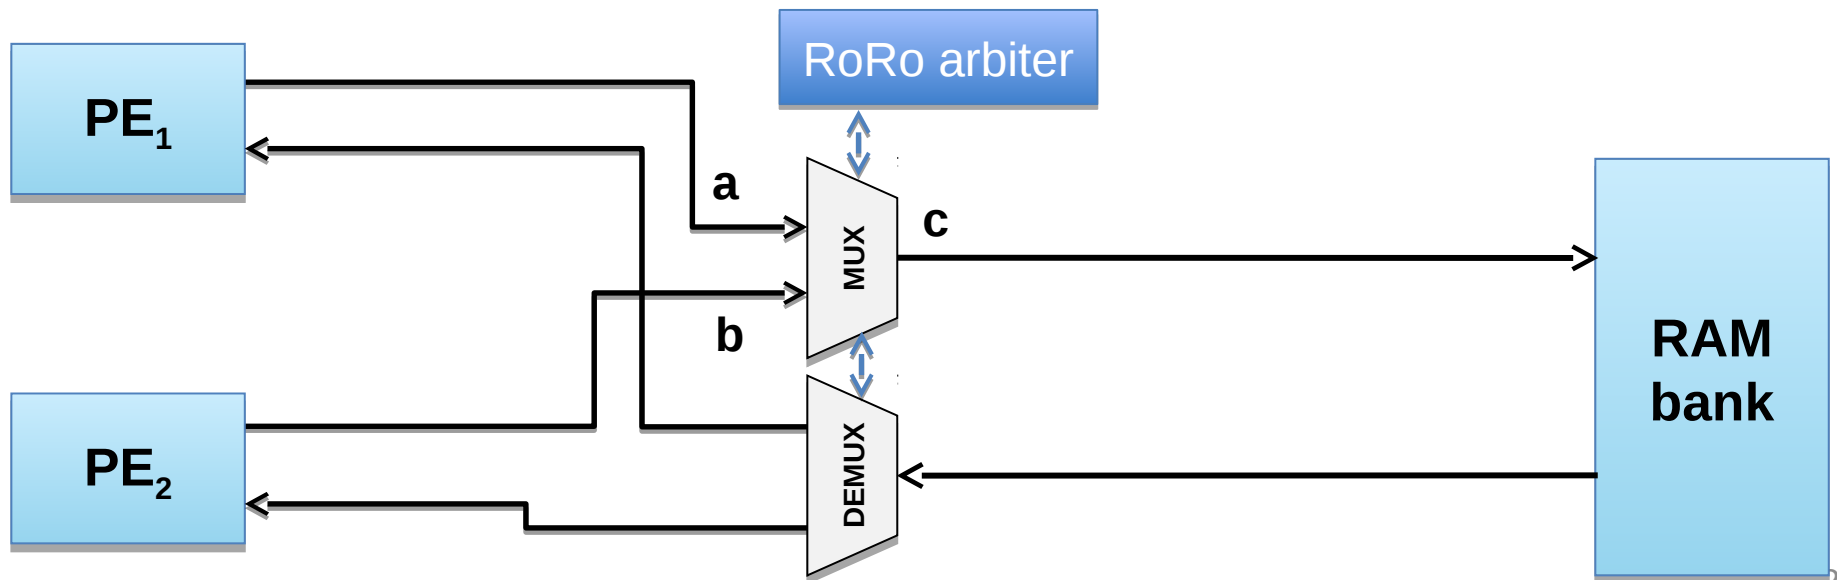 RoRo arbiter
PE1
a
c
MUX
b
RAM
bank
PE2
DEMUX